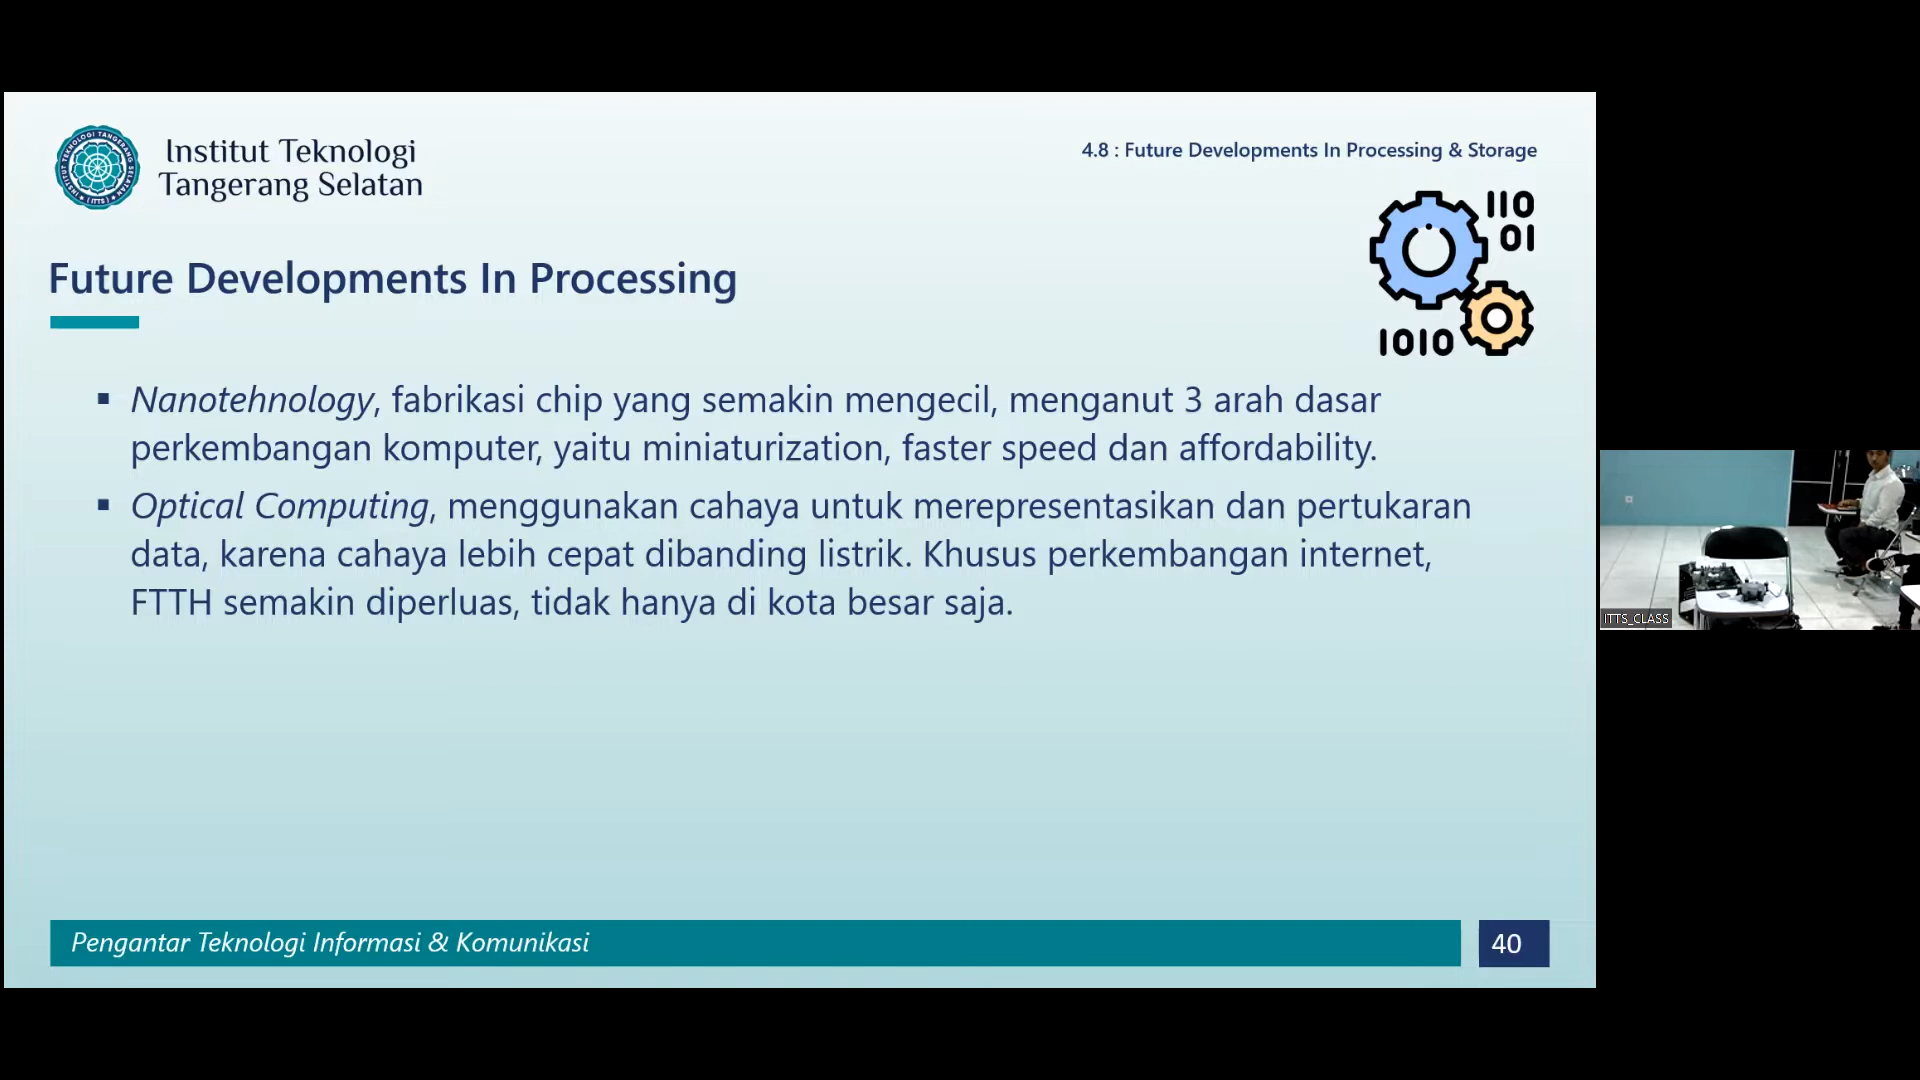 Institut Teknologi
Tangerang Selatan
4.8 : Future Developments In Processing & Storage
110
01
1010
Future Developments In Processing
▪ Nanotehnology, fabrikasi chip yang semakin mengecil, menganut 3 arah dasar
perkembangan komputer, yaitu miniaturization, faster speed dan affordability.
▪ Optical Computing, menggunakan cahaya untuk merepresentasikan dan pertukaran
data, karena cahaya lebih cepat dibanding listrik. Khusus perkembangan internet,
FTTH semakin diperluas, tidak hanya di kota besar saja.
ITTS_CLASS
Pengantar Teknologi Informasi & Komunikasi
40